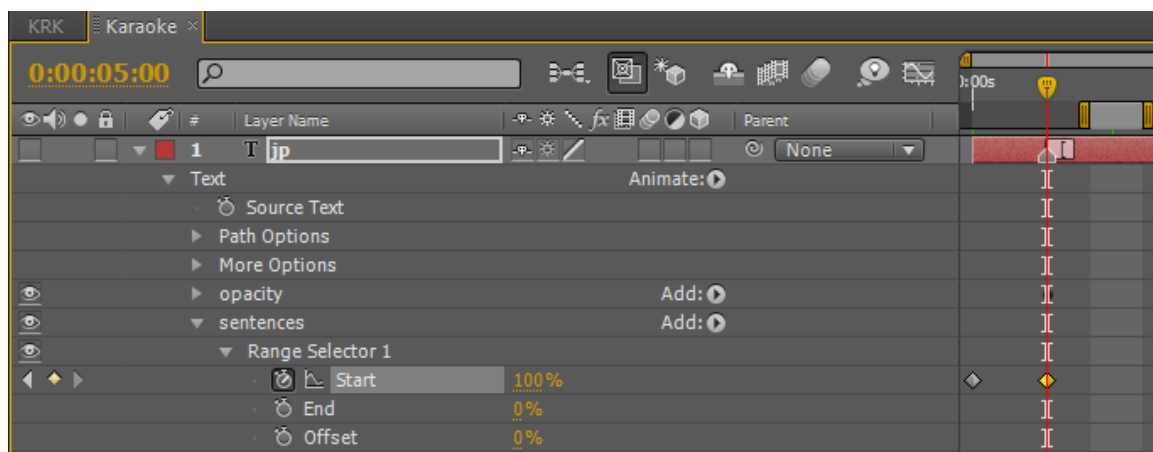 KRK Karaoke ×
0:00:05:00
):00s
# Layer Name fx Parent
1 T jp None
Text Animate:
Source Text
Path Options
More Options
opacity Add:
sentences Add:
Range Selector 1
Start 100%
End 0%
Offset 0%